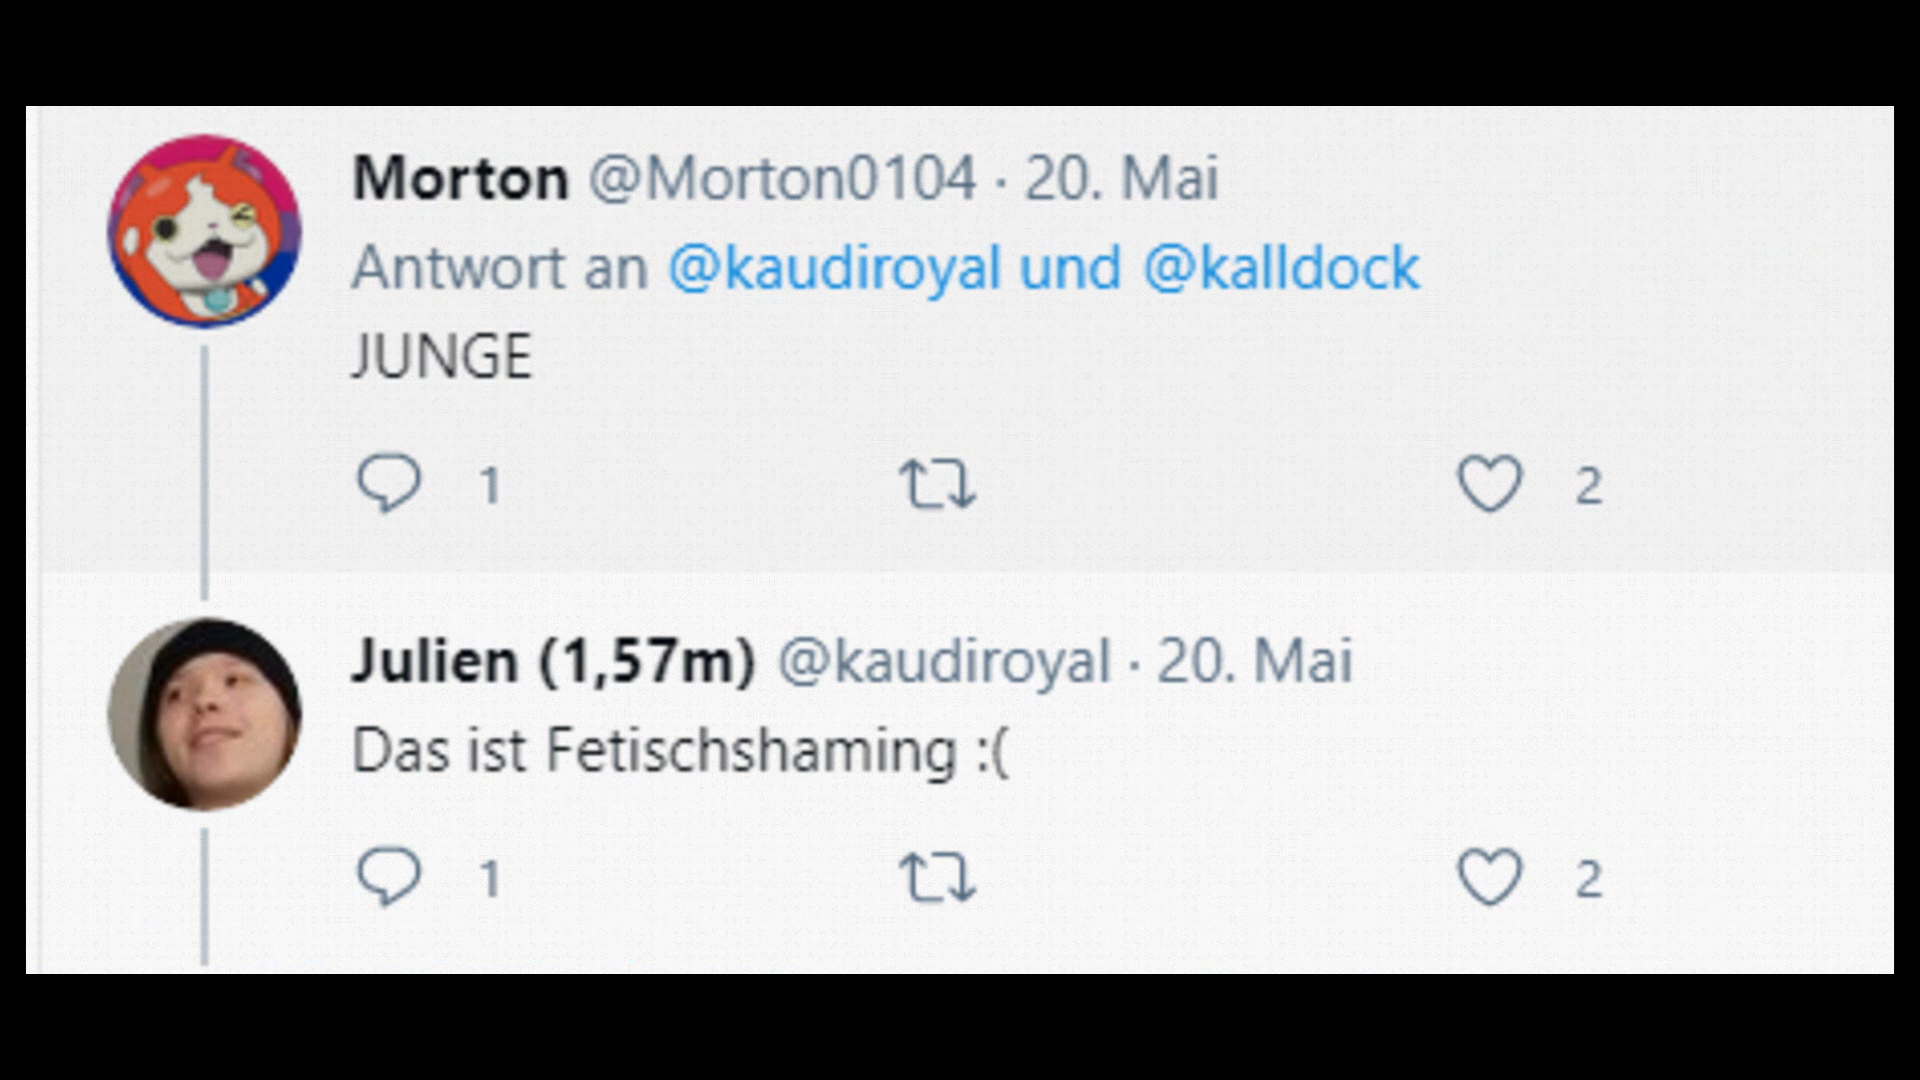 Morton @Morton0104 · 20. Mai
Antwort an @kaudiroyal und @kalldock
JUNGE
1 2
Julien (1,57m) @kaudiroyal · 20. Mai
Das ist Fetischshaming :(
1 2